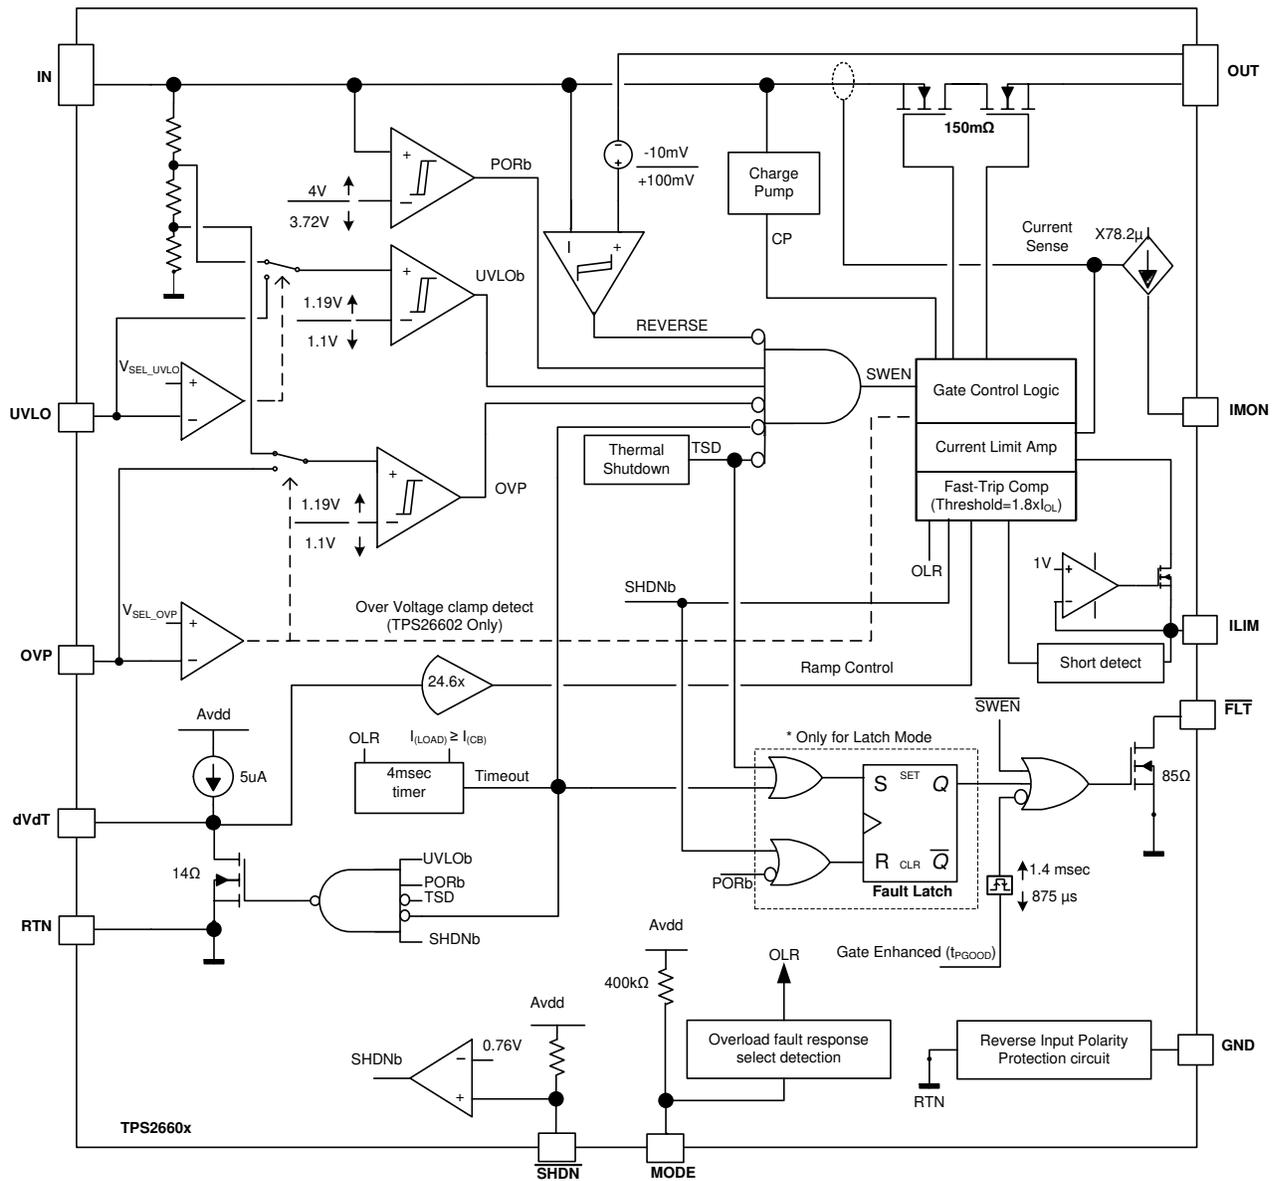 IN
OUT
150mΩ
+
PORb
4V
3.72V
−
−
+
-10mV
+100mV
Charge
Pump
CP
+
Current
Sense
X78.2µ
+
UVLOb
1.19V
1.1V
−
REVERSE
V_SEL_UVLO
+
−
SWEN
Gate Control Logic
UVLO
IMON
Thermal
Shutdown
TSD
Current Limit Amp
+
OVP
1.19V
1.1V
−
Fast-Trip Comp
(Threshold=1.8xI_OL)
OLR
1V
+
−
SHDNb
V_SEL_OVP
+
−
Over Voltage clamp detect
(TPS26602 Only)
ILIM
OVP
Short detect
Ramp Control
24.6x
S̅W̅E̅N̅
F̅L̅T̅
Avdd
5uA
OLR
I_(LOAD) ≥ I_(CB)
4msec
timer
Timeout
* Only for Latch Mode
S
SET
Q
85Ω
dVdT
R
CLR
Q̅
Fault Latch
PORb
14Ω
UVLOb
PORb
TSD
SHDNb
1.4 msec
875 µs
RTN
Avdd
400kΩ
OLR
Gate Enhanced (t_PGOOD)
Avdd
SHDNb
−
0.76V
+
Overload fault response
select detection
Reverse Input Polarity
Protection circuit
GND
RTN
TPS2660x
S̅H̅D̅N̅
MODE